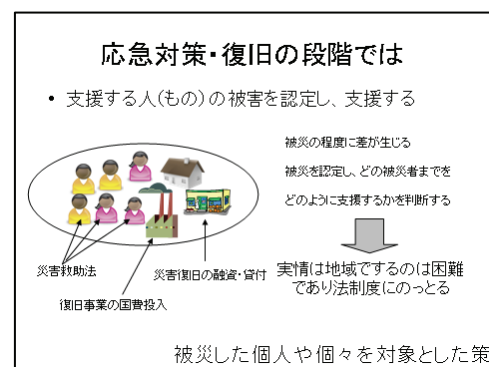 応急対策・復旧の段階では
• 支援する人(もの)の被害を認定し、支援する
被災の程度に差が生じる
被災を認定し、どの被災者までを
どのように支援するかを判断する
災害救助法
災害復旧の融資・貸付
復旧事業の国費投入
実情は地域でするのは困難
であり法制度にのっとる
被災した個人や個々を対象とした策